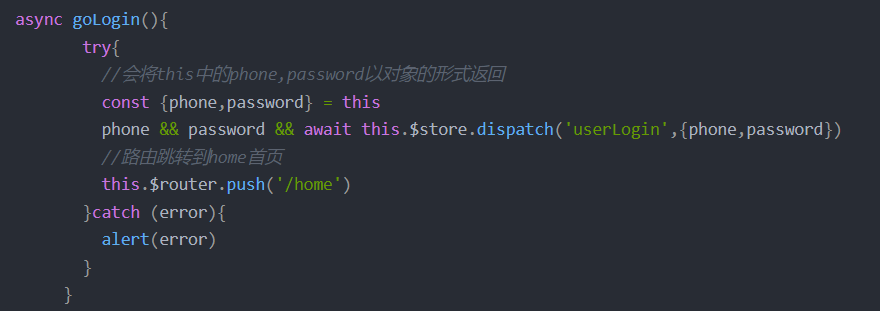 async goLogin(){
try{
//会将this中的phone,password以对象的形式返回
const {phone,password} = this
phone && password && await this.$store.dispatch('userLogin',{phone,password})
//路由跳转到home首页
this.$router.push('/home')
}catch (error){
alert(error)
}
}